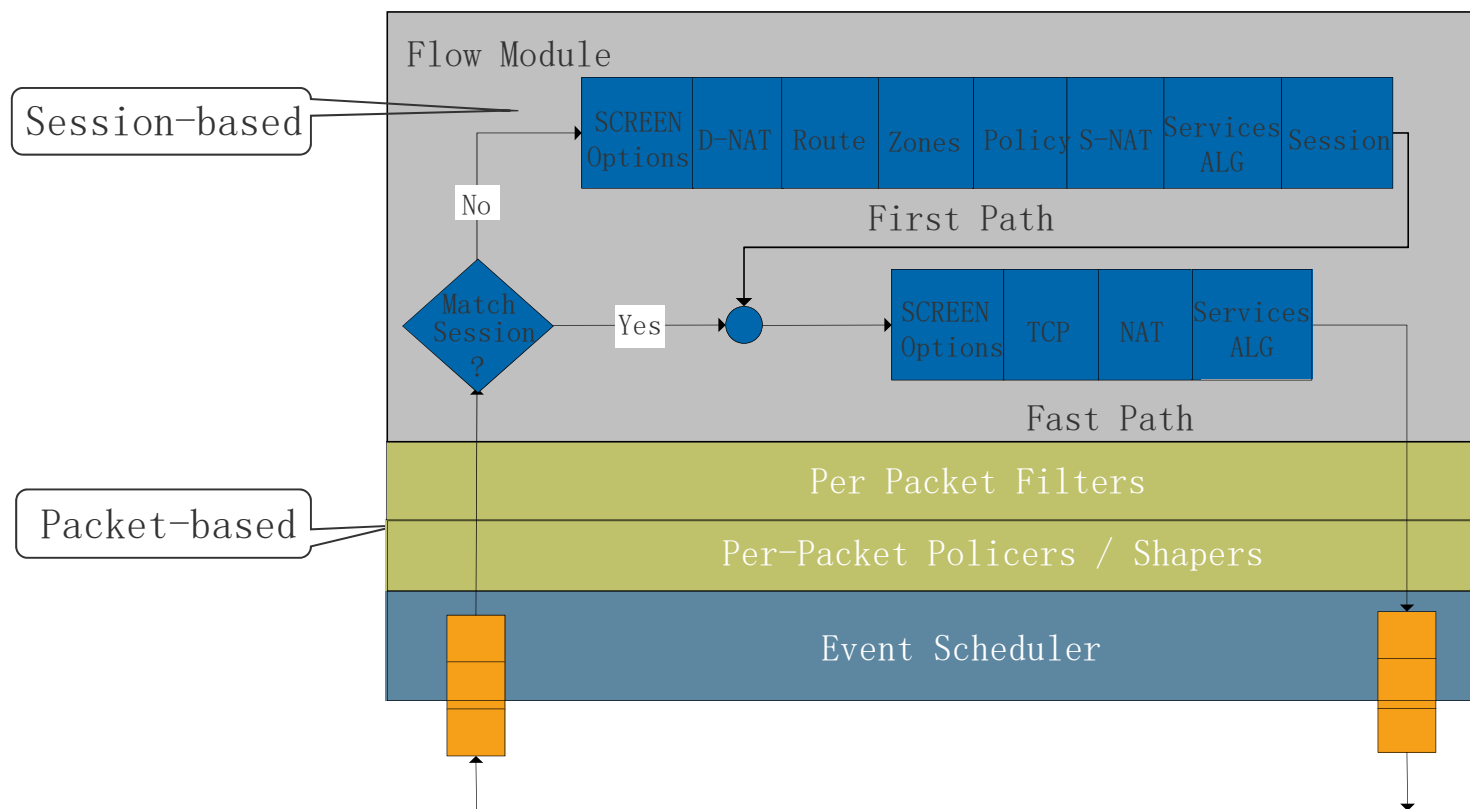 Flow Module
Session-based
SCREEN
Options
D-NAT
Route
Zones
Policy
S-NAT
Services
ALG
Session
No
First Path
Match
Session
?
Yes
SCREEN
Options
TCP
NAT
Services
ALG
Fast Path
Per Packet Filters
Packet-based
Per-Packet Policers / Shapers
Event Scheduler